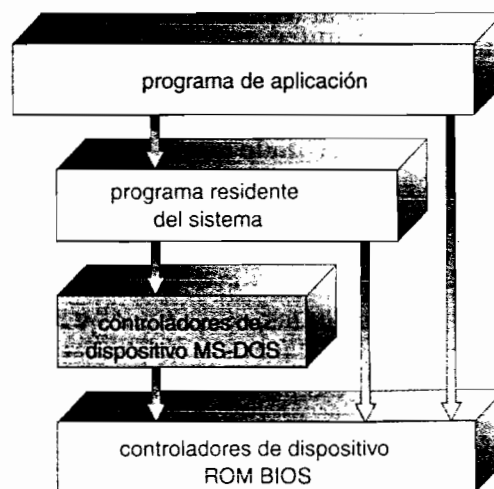 programa de aplicación
programa residente
del sistema
controladores de
dispositivo MS-DOS
controladores de dispositivo
ROM BIOS